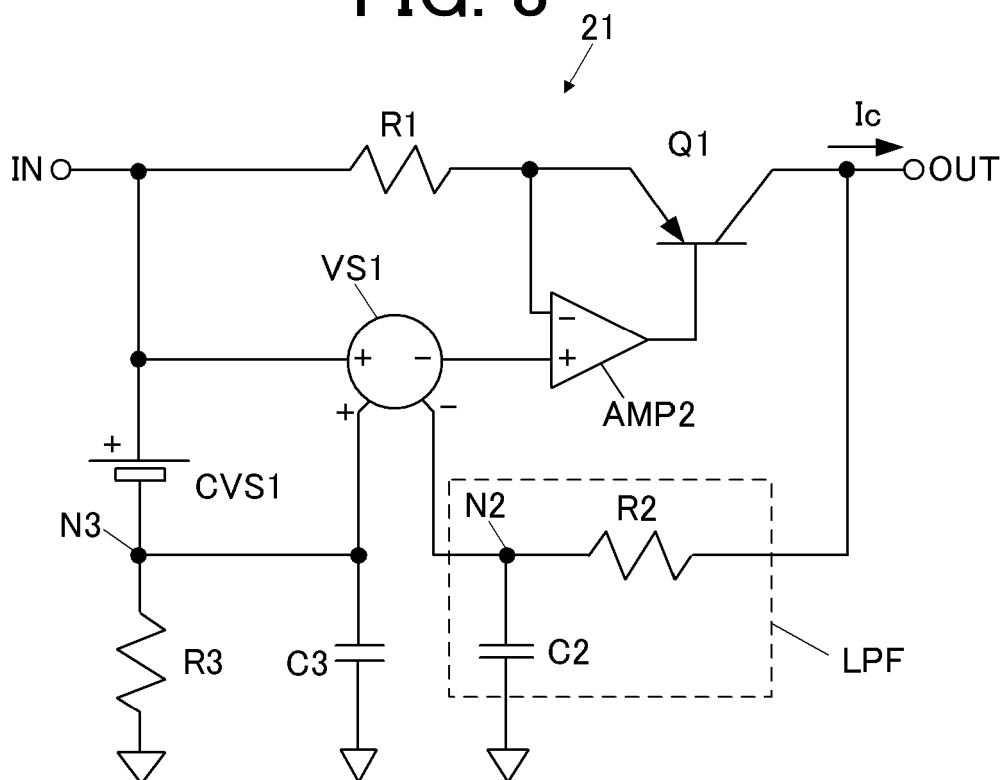 21
R1
Q1
Ic
IN
OUT
VS1
+
−
−
+
+
−
AMP2
+
CVS1
N3
N2
R2
R3
C3
C2
LPF